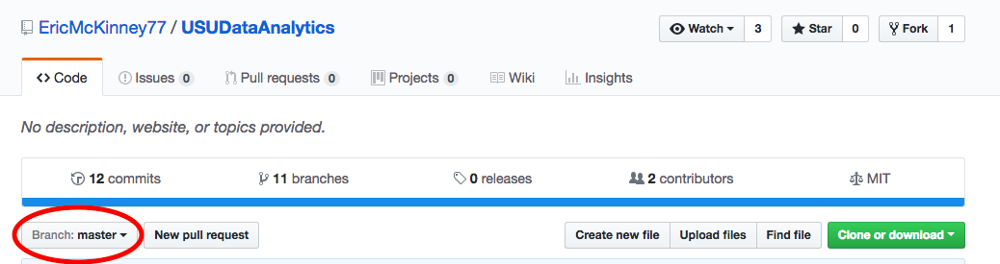 EricMcKinney77 / USUDataAnalytics
Watch 3 Star 0 Fork 1
Code Issues 0 Pull requests 0 Projects 0 Wiki Insights
No description, website, or topics provided.
12 commits 11 branches 0 releases 2 contributors MIT
Branch: master New pull request Create new file Upload files Find file Clone or download